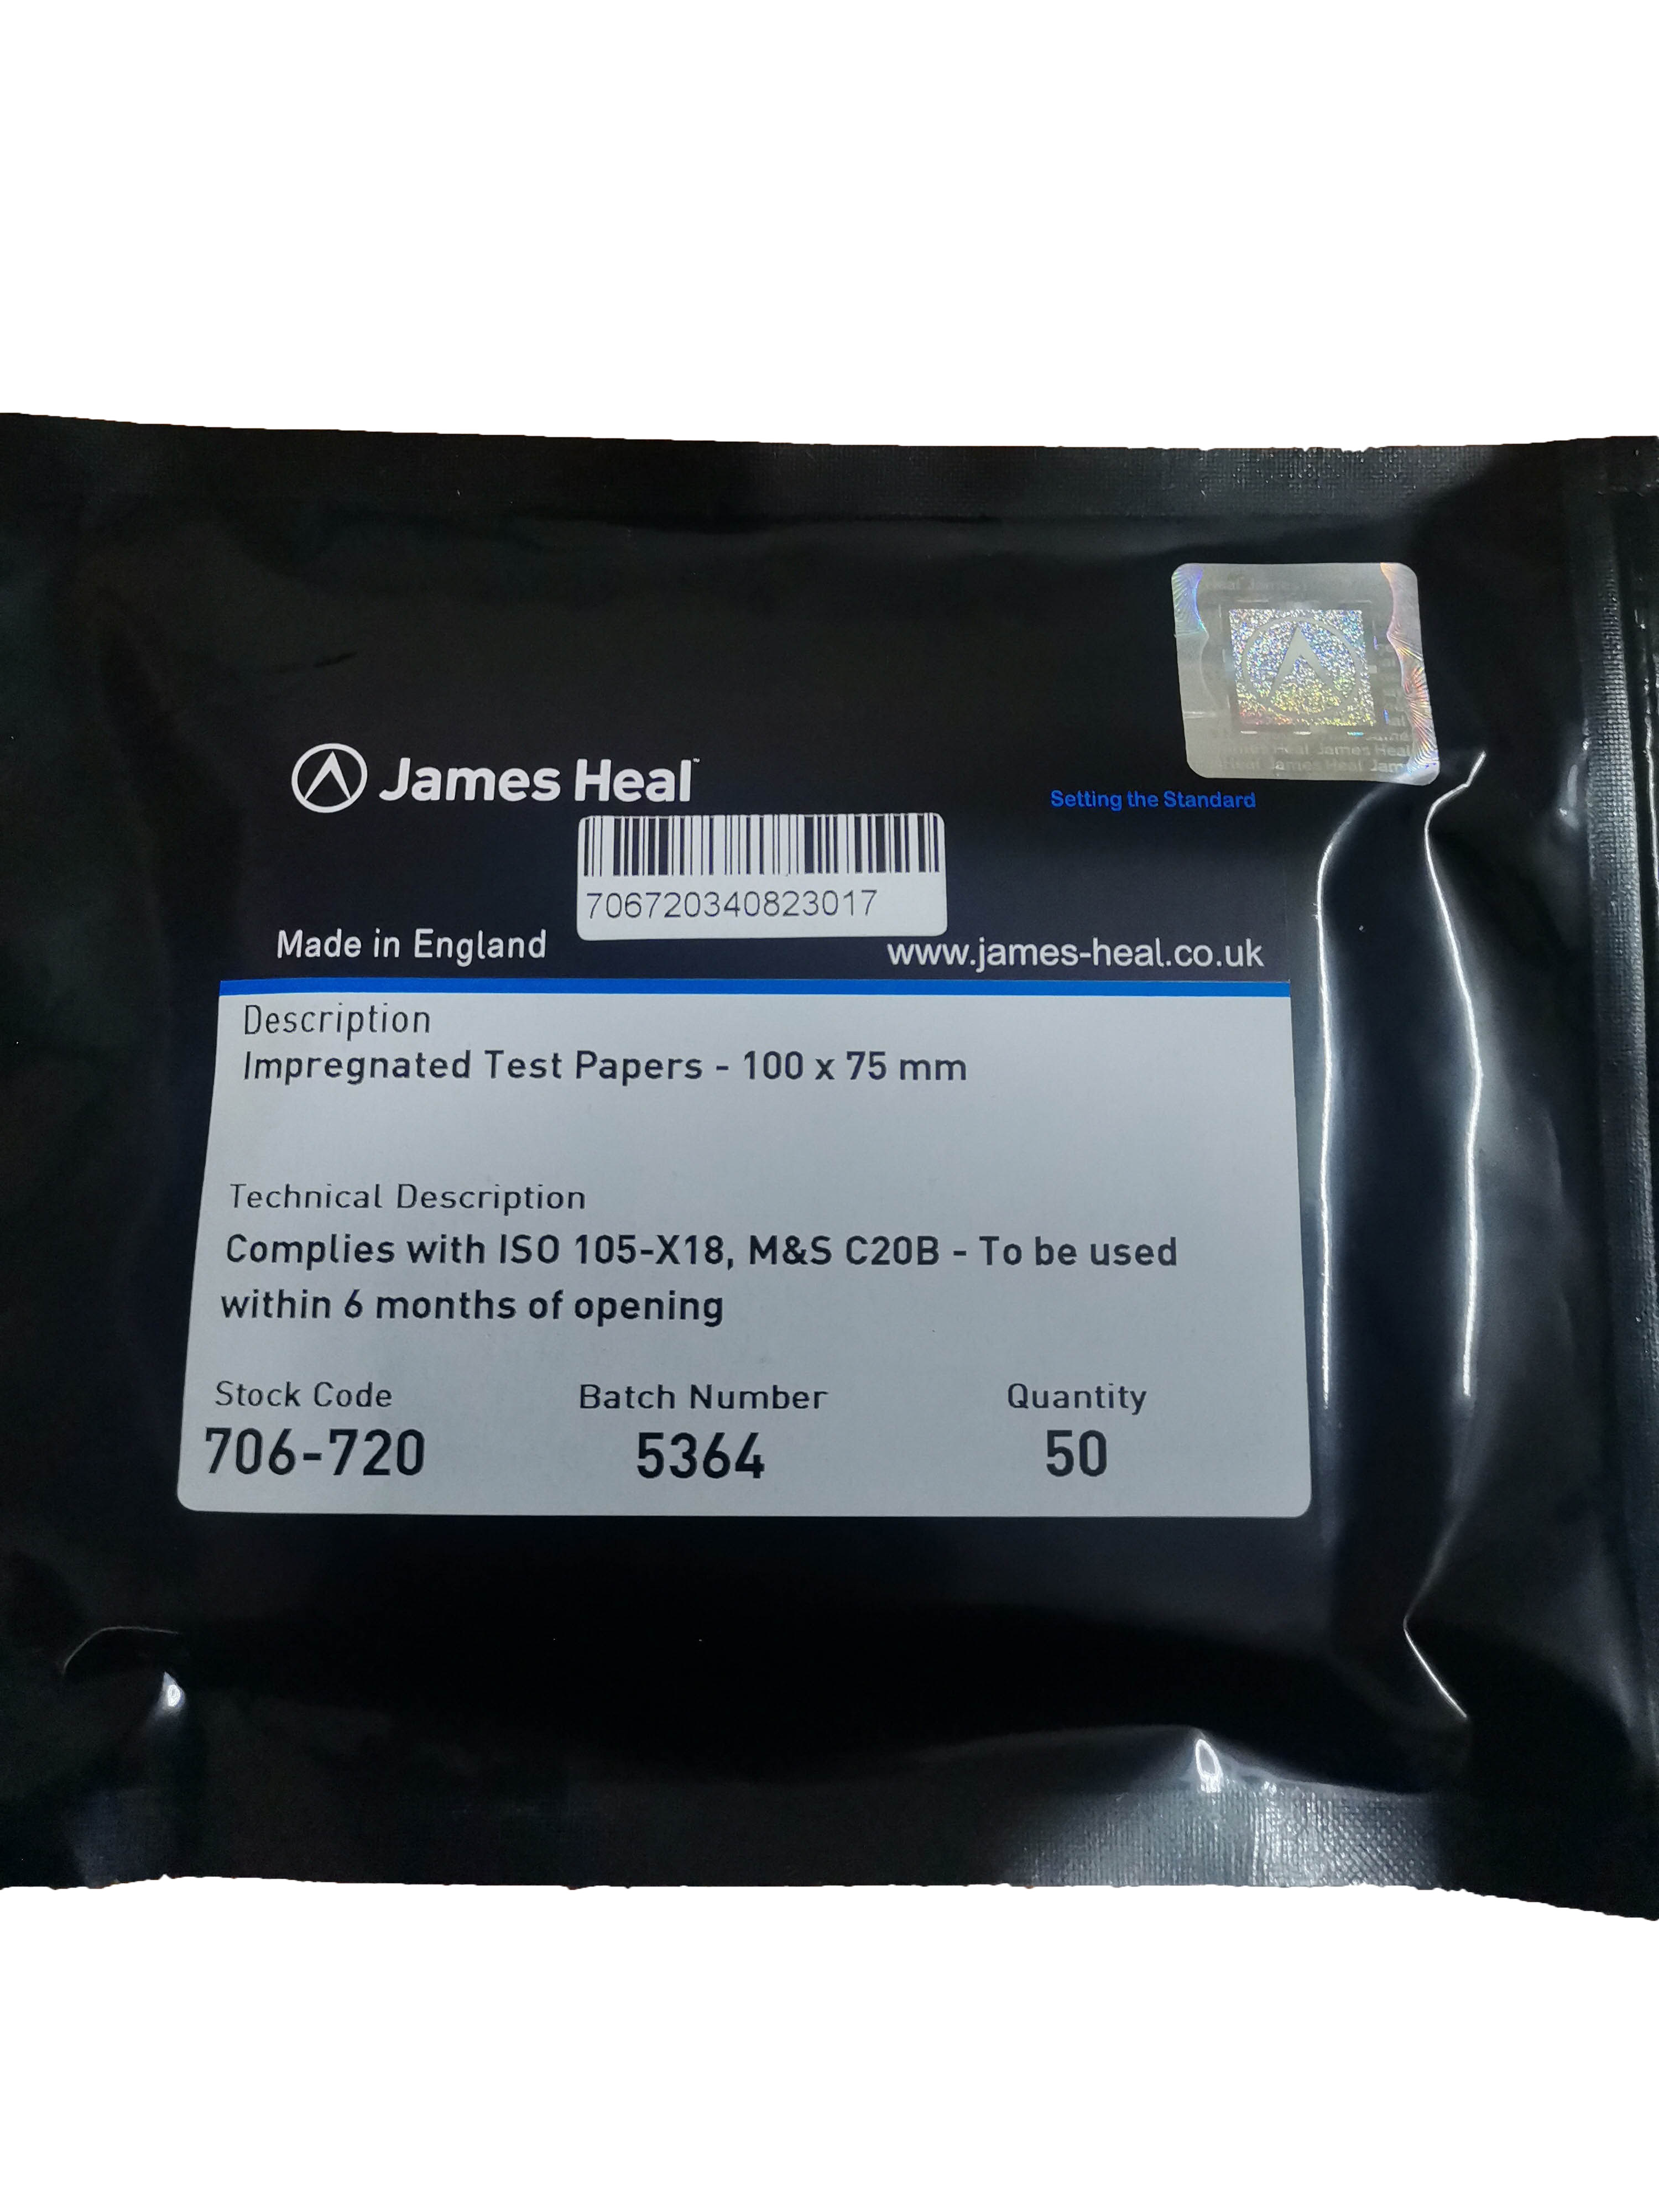 James Heal™
Setting the Standard
706720340823017
Made in England
www.james-heal.co.uk
Description
Impregnated Test Papers - 100 x 75 mm
Technical Description
Complies with ISO 105-X18, M&S C20B - To be used
within 6 months of opening
Stock Code
Batch Number
Quantity
706-720
5364
50